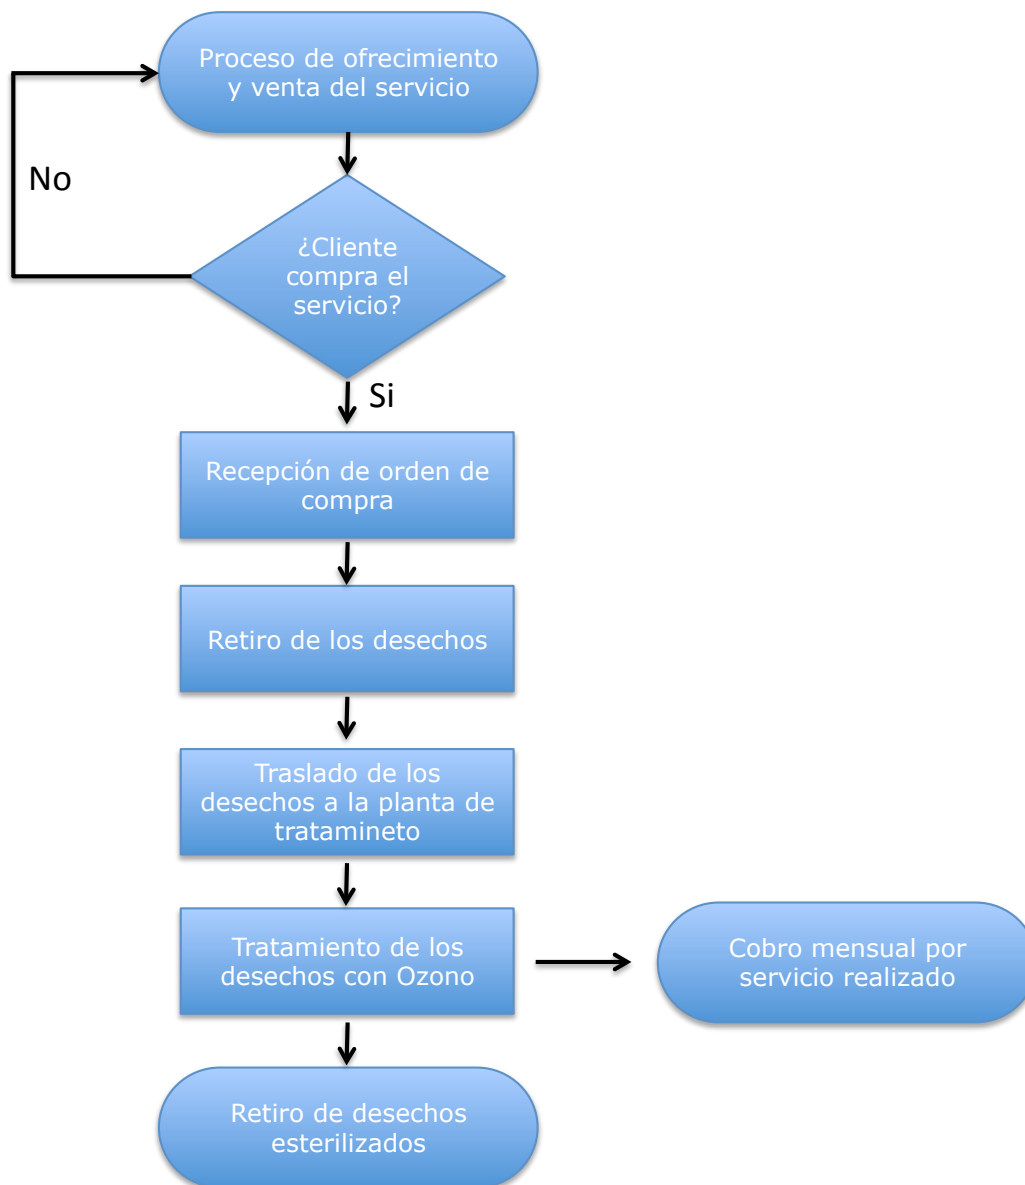 Proceso de ofrecimiento
y venta del servicio
No
¿Cliente
compra el
servicio?
Si
Recepción de orden de
compra
Retiro de los desechos
Traslado de los
desechos a la planta de
tratamineto
Tratamiento de los
desechos con Ozono
Cobro mensual por
servicio realizado
Retiro de desechos
esterilizados